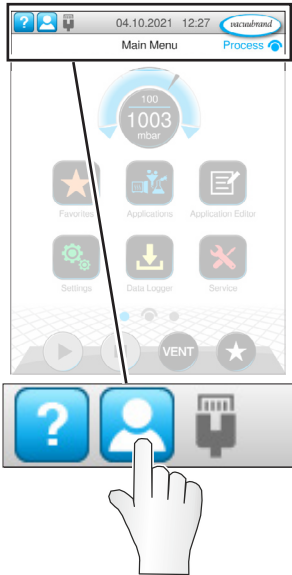 04.10.2021 12:27 vacuubrand
Main Menu Process
100
1003
mbar
Favorites Applications Application Editor
Settings Data Logger Service
VENT
?